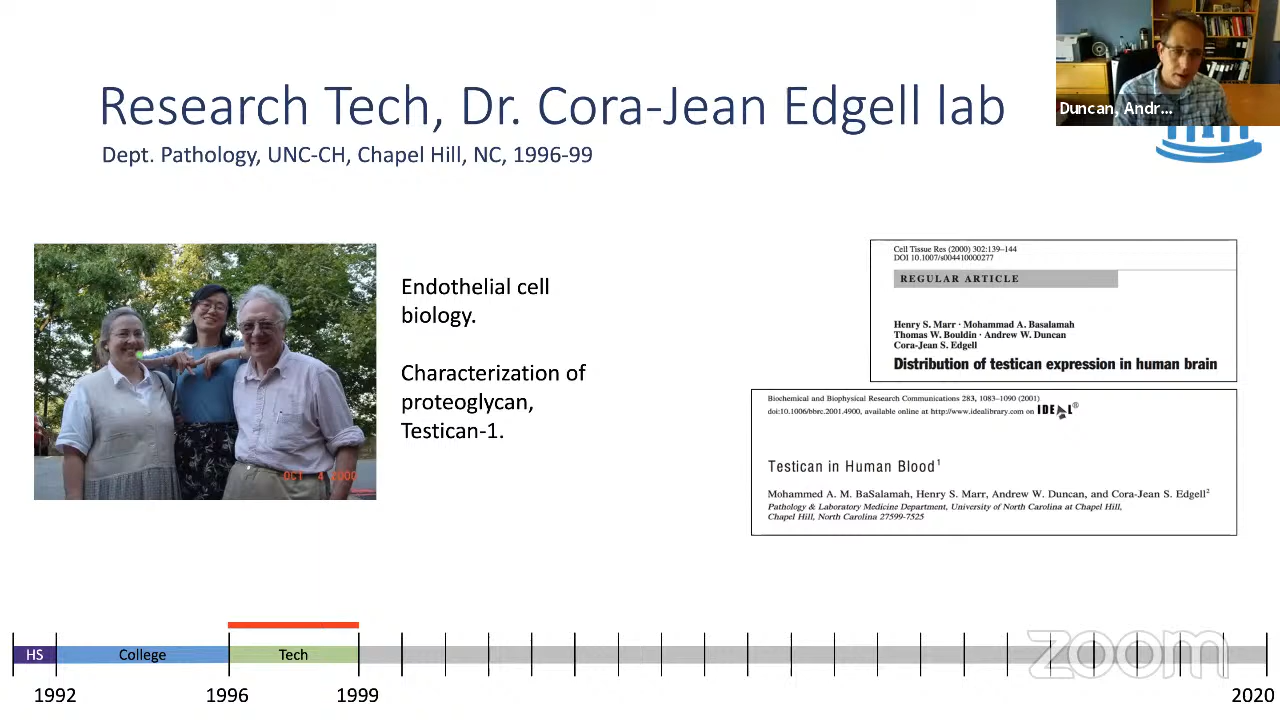 Research Tech, Dr. Cora-Jean Edgell lab
Dept. Pathology, UNC-CH, Chapel Hill, NC, 1996-99
Duncan, Andr...
OCT 4 2000
Endothelial cell
biology.
Characterization of
proteoglycan,
Testican-1.
Cell Tissue Res (2000) 302:139–144
DOI 10.1007/s004410000277
REGULAR ARTICLE
Henry S. Marr · Mohammad A. Basalamah
Thomas W. Bouldin · Andrew W. Duncan
Cora-Jean S. Edgell
Distribution of testican expression in human brain
Biochemical and Biophysical Research Communications 283, 1083–1090 (2001)
doi:10.1006/bbrc.2001.4900, available online at http://www.idealibrary.com on IDEAL®
Testican in Human Blood¹
Mohammed A. M. BaSalamah, Henry S. Marr, Andrew W. Duncan, and Cora-Jean S. Edgell²
Pathology & Laboratory Medicine Department, University of North Carolina at Chapel Hill,
Chapel Hill, North Carolina 27599-7525
HS College Tech
1992 1996 1999 2020
zoom